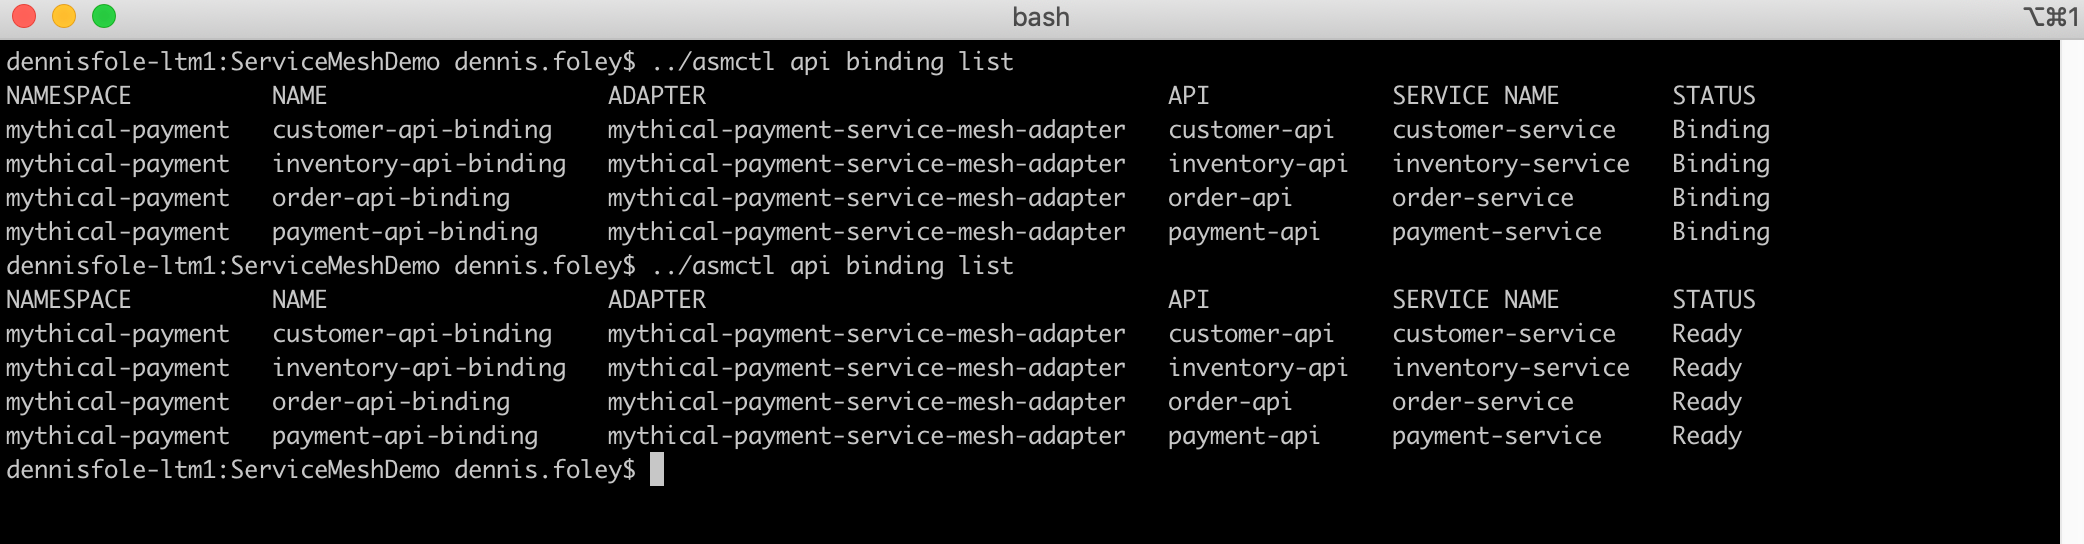 bash ⌥⌘1
dennisfole-ltm1:ServiceMeshDemo dennis.foley$ ../asmctl api binding list
NAMESPACE NAME ADAPTER API SERVICE NAME STATUS
mythical-payment customer-api-binding mythical-payment-service-mesh-adapter customer-api customer-service Binding
mythical-payment inventory-api-binding mythical-payment-service-mesh-adapter inventory-api inventory-service Binding
mythical-payment order-api-binding mythical-payment-service-mesh-adapter order-api order-service Binding
mythical-payment payment-api-binding mythical-payment-service-mesh-adapter payment-api payment-service Binding
dennisfole-ltm1:ServiceMeshDemo dennis.foley$ ../asmctl api binding list
NAMESPACE NAME ADAPTER API SERVICE NAME STATUS
mythical-payment customer-api-binding mythical-payment-service-mesh-adapter customer-api customer-service Ready
mythical-payment inventory-api-binding mythical-payment-service-mesh-adapter inventory-api inventory-service Ready
mythical-payment order-api-binding mythical-payment-service-mesh-adapter order-api order-service Ready
mythical-payment payment-api-binding mythical-payment-service-mesh-adapter payment-api payment-service Ready
dennisfole-ltm1:ServiceMeshDemo dennis.foley$